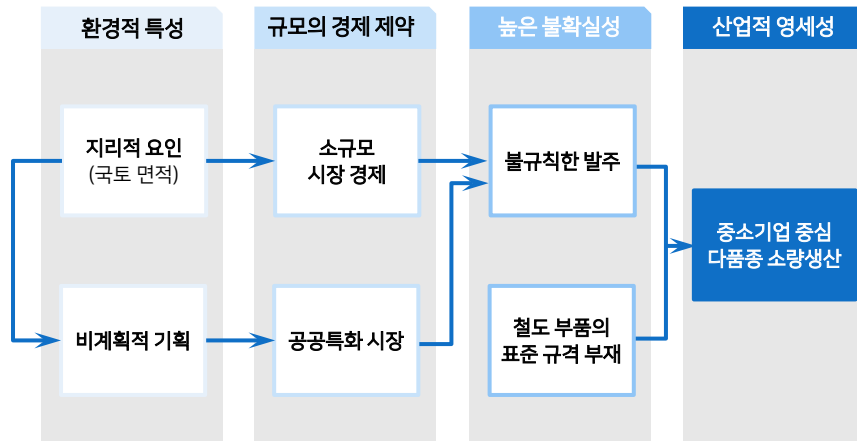 환경적 특성
규모의 경제 제약
높은 불확실성
산업적 영세성
지리적 요인
(국토 면적)
소규모
시장 경제
불규칙한 발주
중소기업 중심
다품종 소량생산
비계획적 기획
공공특화 시장
철도 부품의
표준 규격 부재